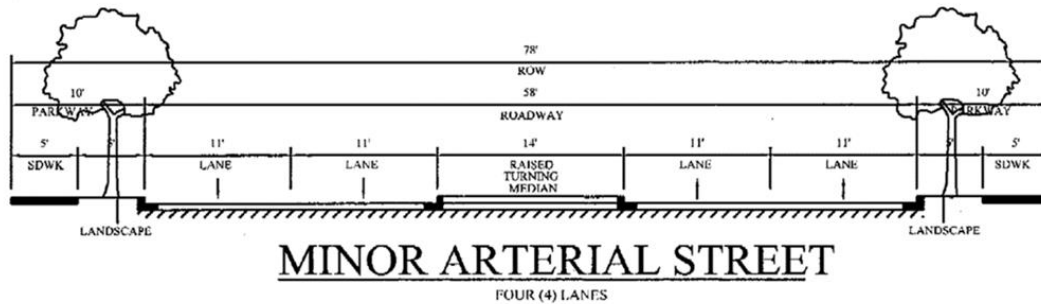 78'
ROW
10'
58'
10'
PARKWAY
ROADWAY
PARKWAY
5'
5'
11'
11'
14'
11'
11'
5'
5'
SDWK
LANE
LANE
RAISED
TURNING
MEDIAN
LANE
LANE
SDWK
LANDSCAPE
LANDSCAPE
MINOR ARTERIAL STREET
FOUR (4) LANES